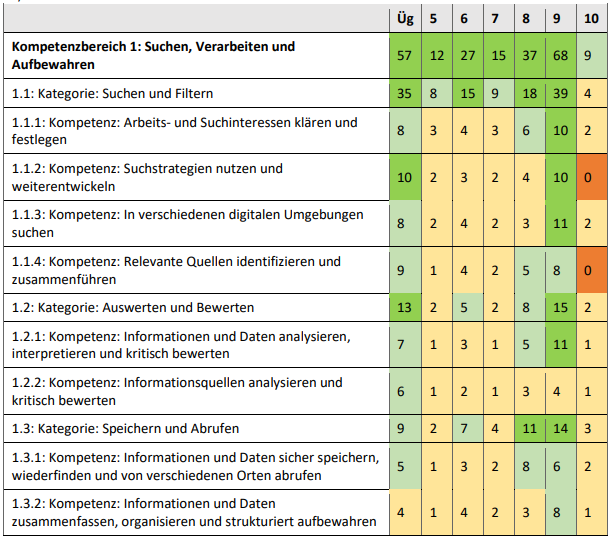 Üg 5 6 7 8 9 10
Kompetenzbereich 1: Suchen, Verarbeiten und
Aufbewahren 57 12 27 15 37 68 9
1.1: Kategorie: Suchen und Filtern 35 8 15 9 18 39 4
1.1.1: Kompetenz: Arbeits- und Suchinteressen klären und
festlegen 8 3 4 3 6 10 2
1.1.2: Kompetenz: Suchstrategien nutzen und
weiterentwickeln 10 2 3 2 4 10 0
1.1.3: Kompetenz: In verschiedenen digitalen Umgebungen
suchen 8 2 4 2 3 11 2
1.1.4: Kompetenz: Relevante Quellen identifizieren und
zusammenführen 9 1 4 2 5 8 0
1.2: Kategorie: Auswerten und Bewerten 13 2 5 2 8 15 2
1.2.1: Kompetenz: Informationen und Daten analysieren,
interpretieren und kritisch bewerten 7 1 3 1 5 11 1
1.2.2: Kompetenz: Informationsquellen analysieren und
kritisch bewerten 6 1 2 1 3 4 1
1.3: Kategorie: Speichern und Abrufen 9 2 7 4 11 14 3
1.3.1: Kompetenz: Informationen und Daten sicher speichern,
wiederfinden und von verschiedenen Orten abrufen 5 1 3 2 8 6 2
1.3.2: Kompetenz: Informationen und Daten
zusammenfassen, organisieren und strukturiert aufbewahren 4 1 4 2 3 8 1